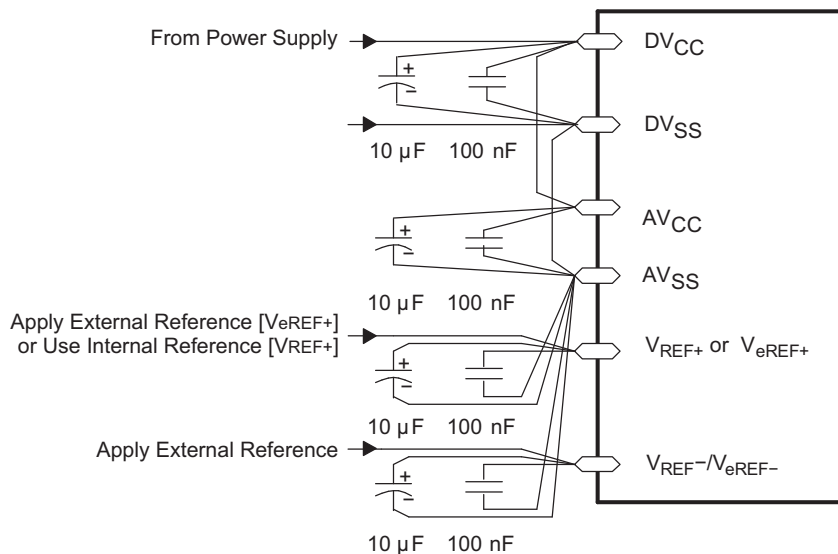 From Power Supply
DVCC
+
−
DVSS
10 µF 100 nF
AVCC
+
−
AVSS
10 µF 100 nF
Apply External Reference [VeREF+]
or Use Internal Reference [VREF+]
VREF+ or VeREF+
+
−
10 µF 100 nF
Apply External Reference
VREF−/VeREF−
+
−
10 µF 100 nF